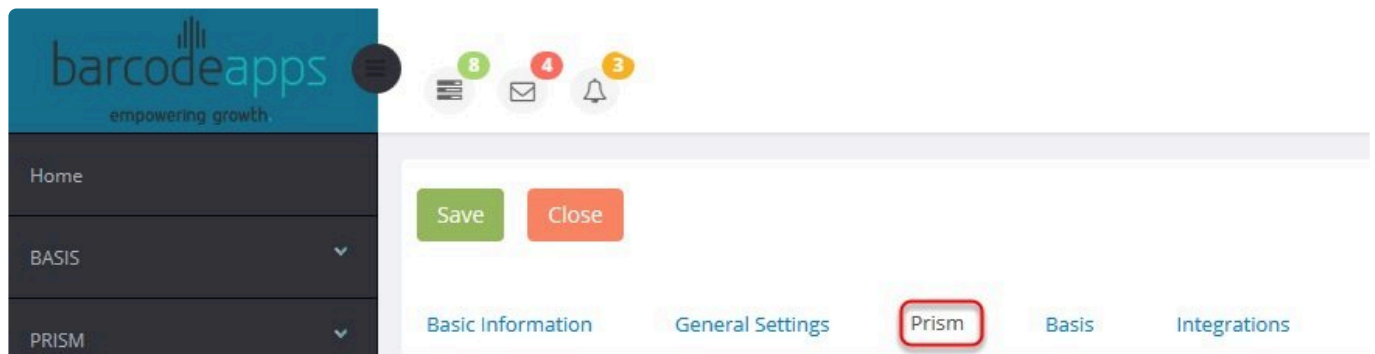 barcodeapps
empowering growth.
8 4 3
Home
Save Close
BASIS
Basic Information General Settings Prism Basis Integrations
PRISM